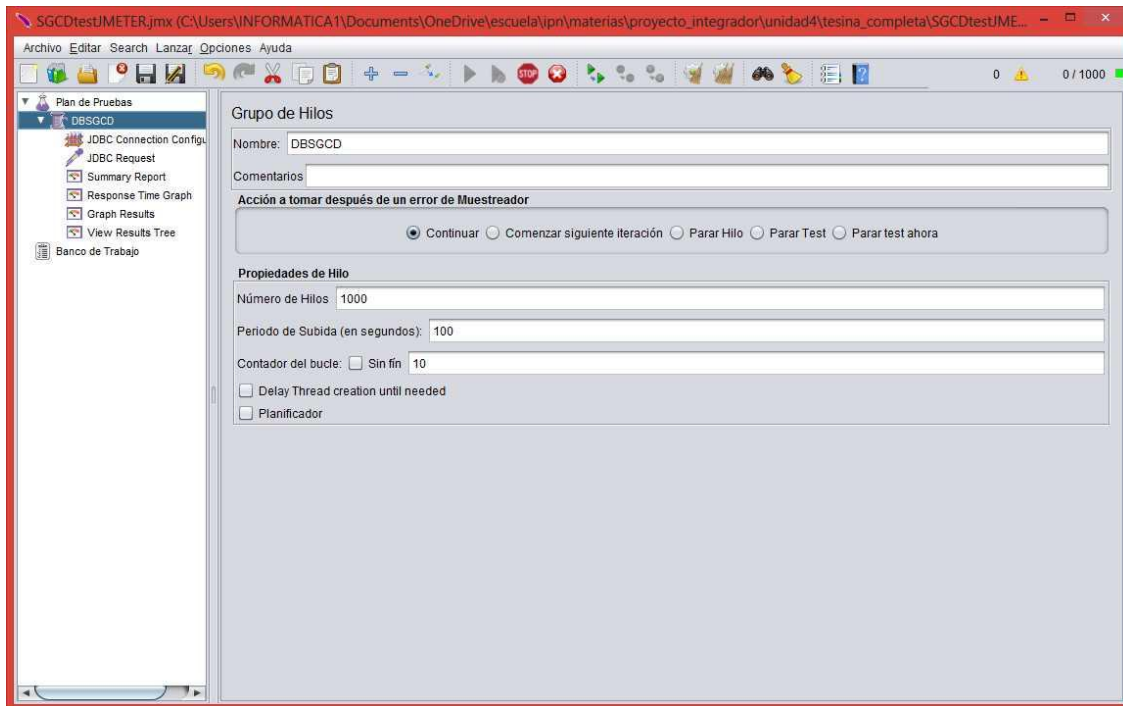 SGCDtestJMETER.jmx (C:\Users\INFORMATICA1\Documents\OneDrive\escuela\ipn\materias\proyecto_integrador\unidad4\tesina_completa\SGCDtestJME...
Archivo Editar Search Lanzar Opciones Ayuda
STOP
0 0 / 1000
Plan de Pruebas
DBSGCD
JDBC Connection Configu
JDBC Request
Summary Report
Response Time Graph
Graph Results
View Results Tree
Banco de Trabajo
Grupo de Hilos
Nombre: DBSGCD
Comentarios
Acción a tomar después de un error de Muestreador
Continuar Comenzar siguiente iteración Parar Hilo Parar Test Parar test ahora
Propiedades de Hilo
Número de Hilos 1000
Periodo de Subida (en segundos): 100
Contador del bucle: Sin fín 10
Delay Thread creation until needed
Planificador